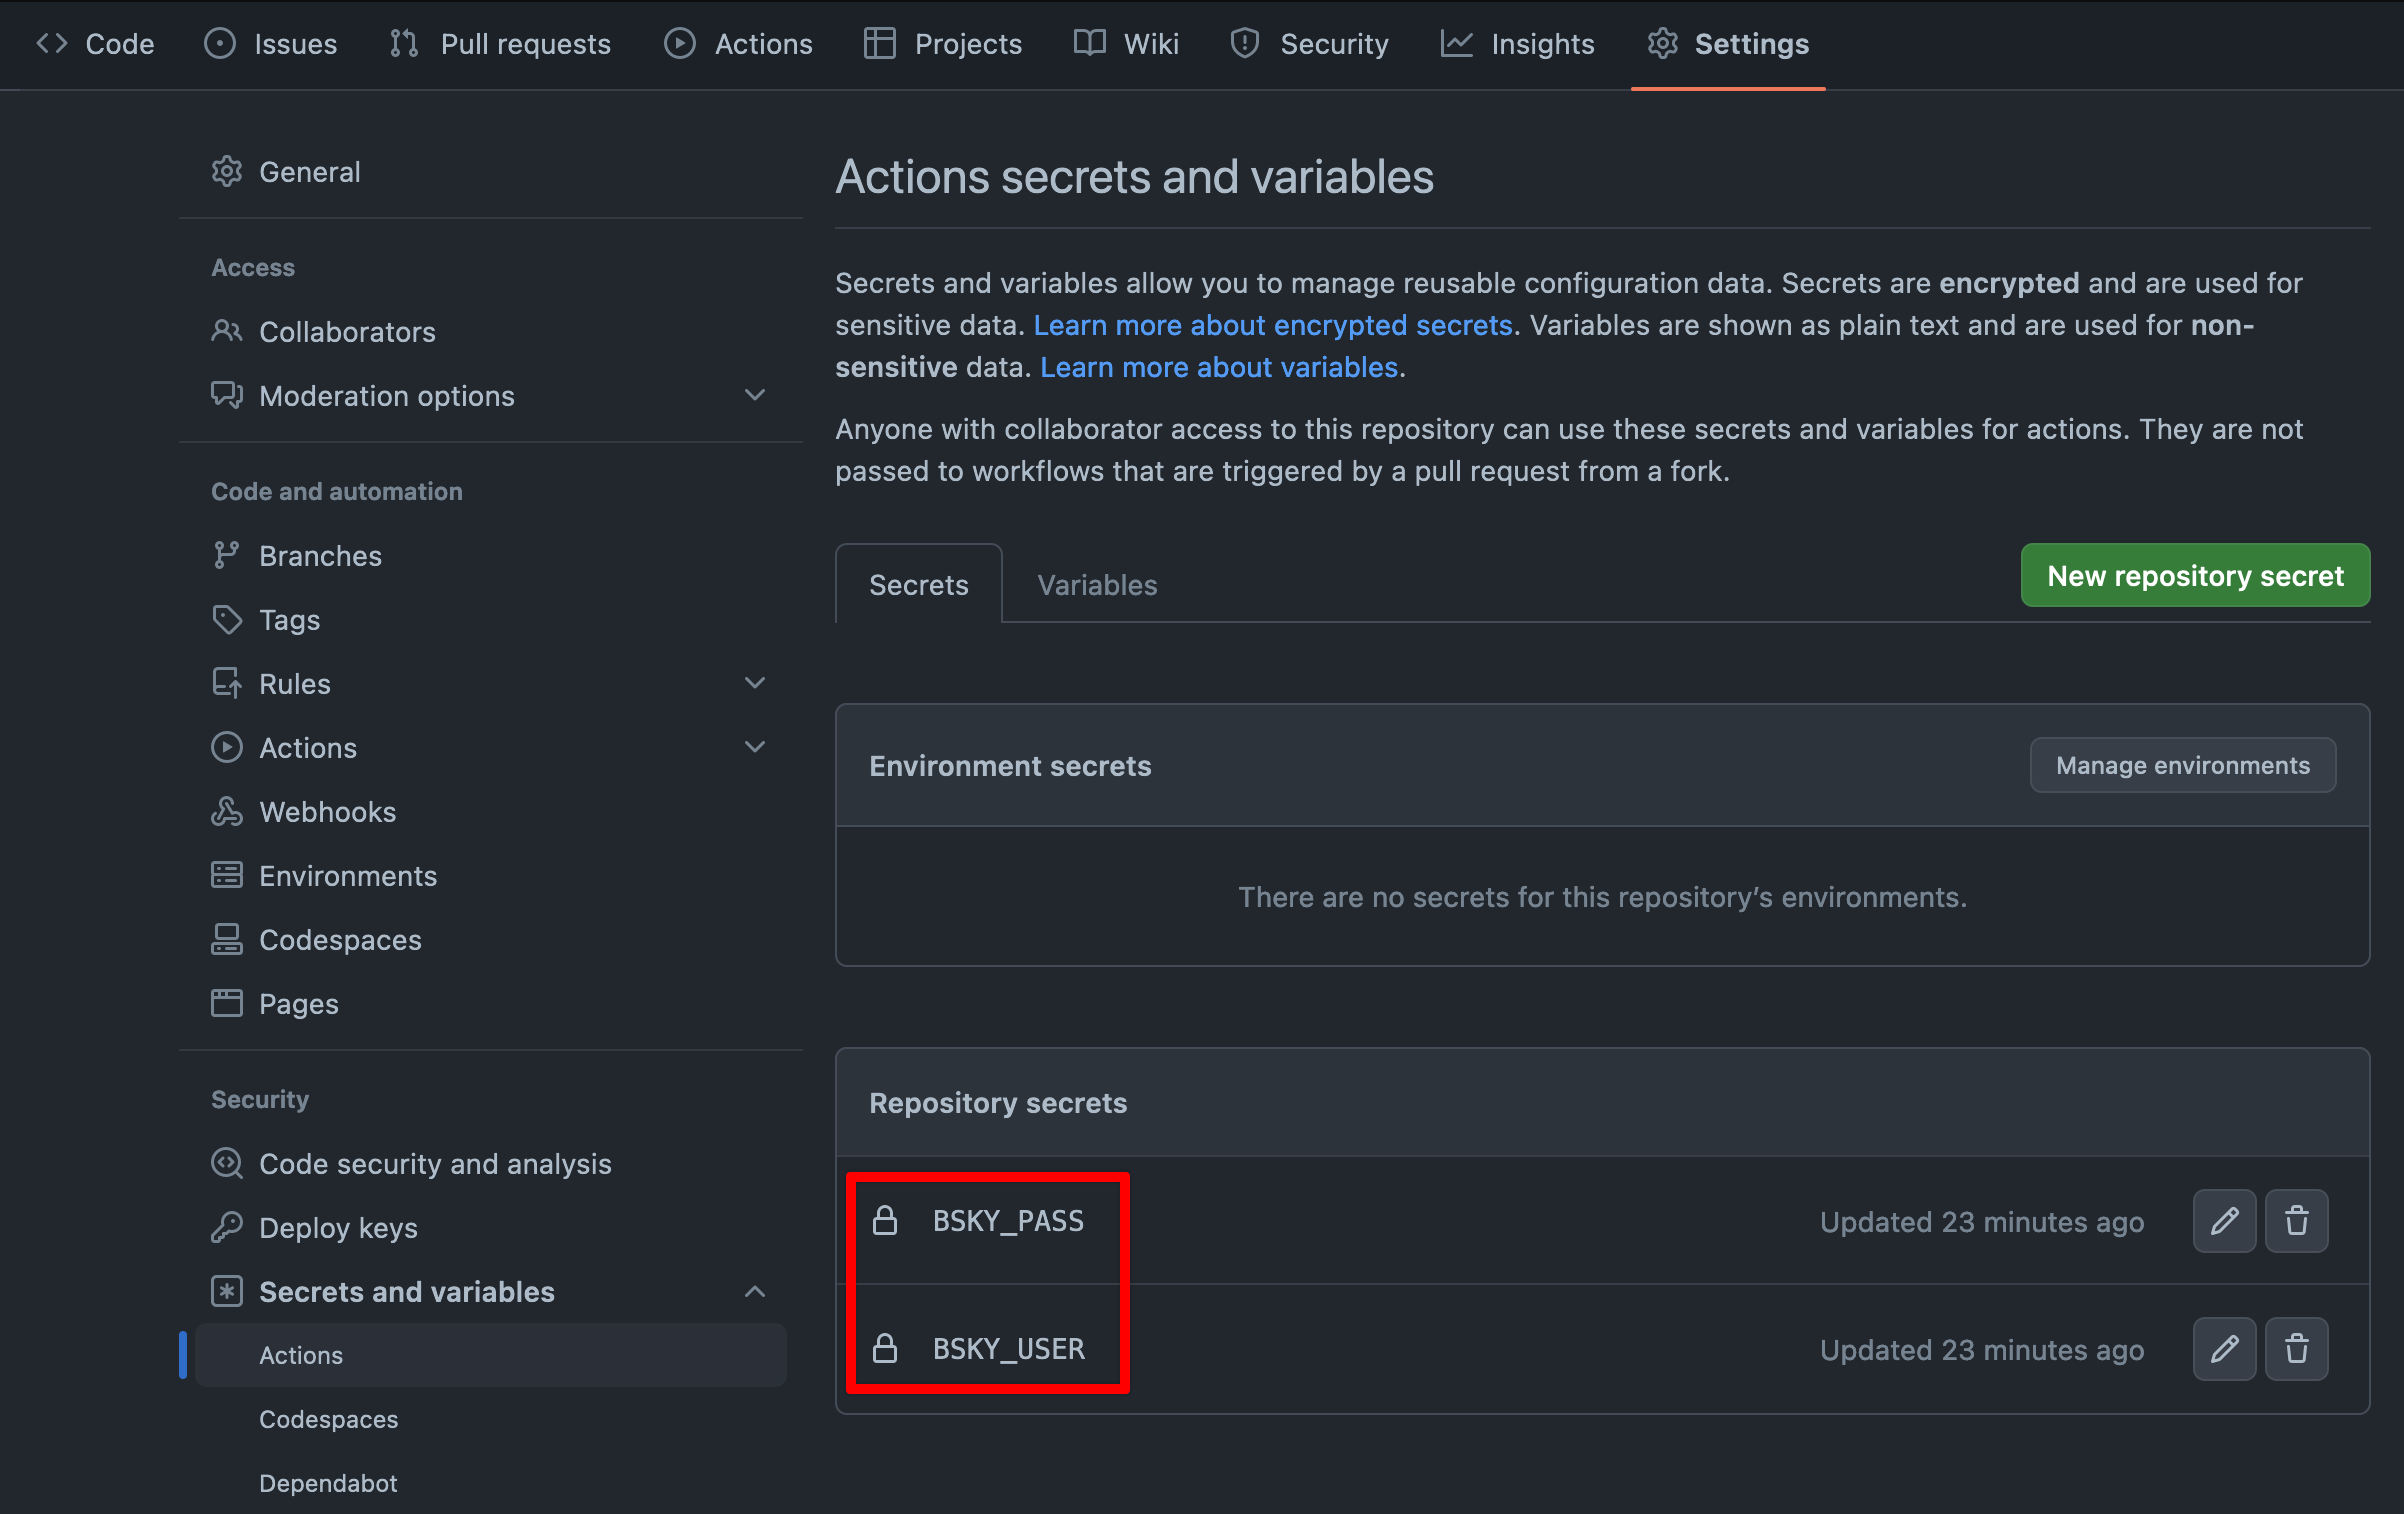 Code Issues Pull requests Actions Projects Wiki Security Insights Settings
General
Access
Collaborators
Moderation options
Code and automation
Branches
Tags
Rules
Actions
Webhooks
Environments
Codespaces
Pages
Security
Code security and analysis
Deploy keys
Secrets and variables
Actions
Codespaces
Dependabot
Actions secrets and variables
Secrets and variables allow you to manage reusable configuration data. Secrets are encrypted and are used for
sensitive data. Learn more about encrypted secrets. Variables are shown as plain text and are used for non-
sensitive data. Learn more about variables.
Anyone with collaborator access to this repository can use these secrets and variables for actions. They are not
passed to workflows that are triggered by a pull request from a fork.
Secrets Variables New repository secret
Environment secrets Manage environments
There are no secrets for this repository’s environments.
Repository secrets
BSKY_PASS Updated 23 minutes ago
BSKY_USER Updated 23 minutes ago